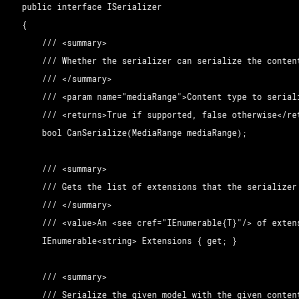 public interface ISerializer
{
/// <summary>
/// Whether the serializer can serialize the content
/// </summary>
/// <param name="mediaRange">Content type to seriali
/// <returns>True if supported, false otherwise</ret
bool CanSerialize(MediaRange mediaRange);
/// <summary>
/// Gets the list of extensions that the serializer
/// </summary>
/// <value>An <see cref="IEnumerable{T}"/> of extens
IEnumerable<string> Extensions { get; }
/// <summary>
/// Serialize the given model with the given content